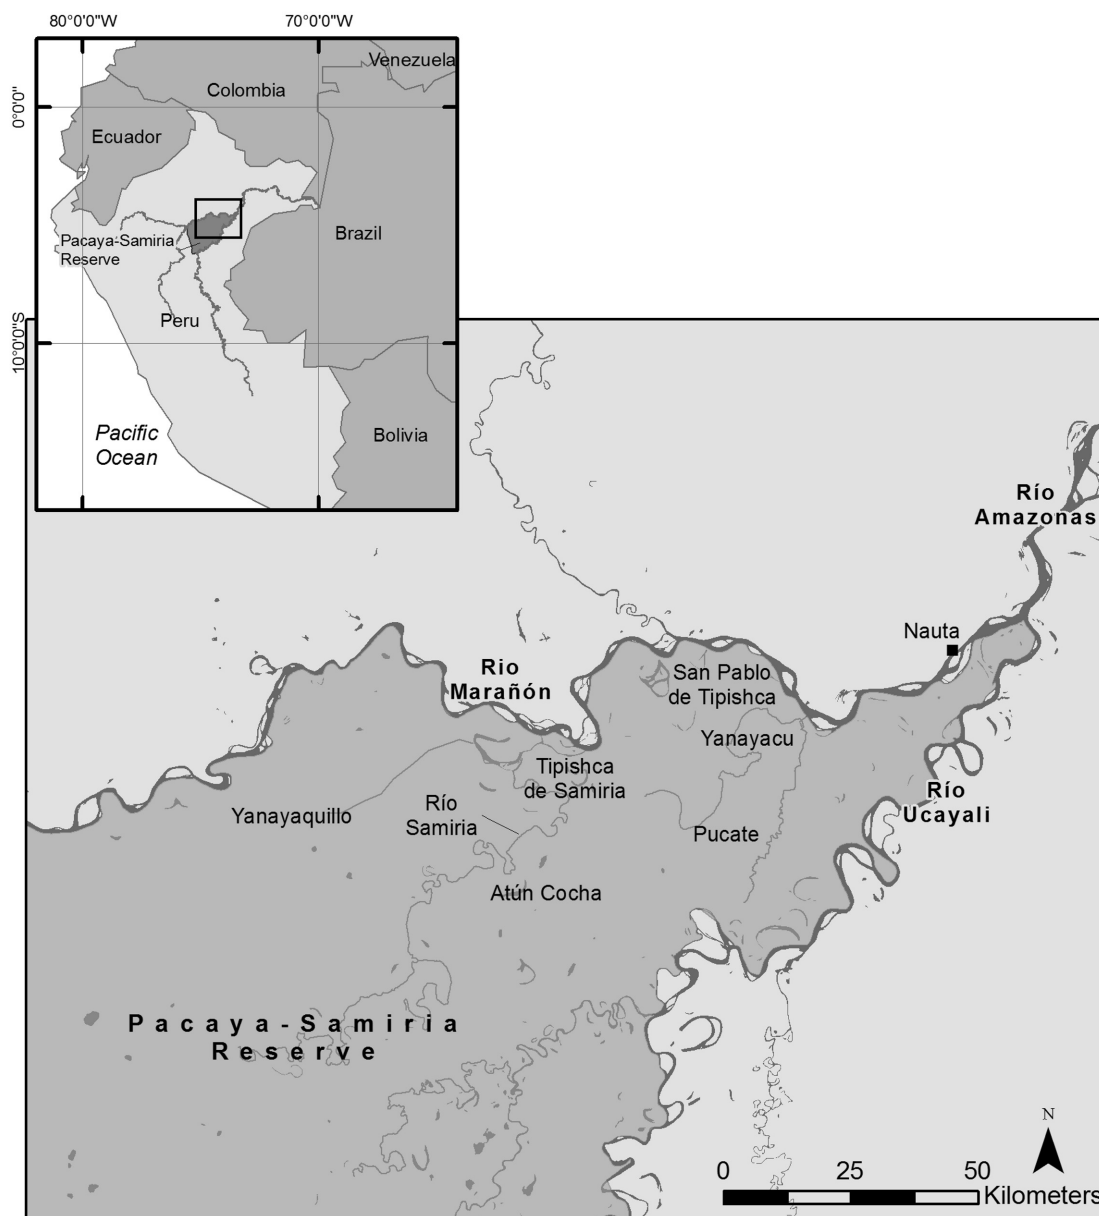 80°0'0"W
70°0'0"W
0°0'0"
10°0'0"S
Venezuela
Colombia
Ecuador
Brazil
Pacaya-Samiria
Reserve
Peru
Pacific
Ocean
Bolivia
Río
Amazonas
Nauta
Rio
Marañón
San Pablo
de Tipishca
Yanayacu
Tipishca
de Samiria
Río
Ucayali
Yanayaquillo
Río
Samiria
Pucate
Atún Cocha
Pacaya-Samiria
Reserve
N
0 25 50
Kilometers